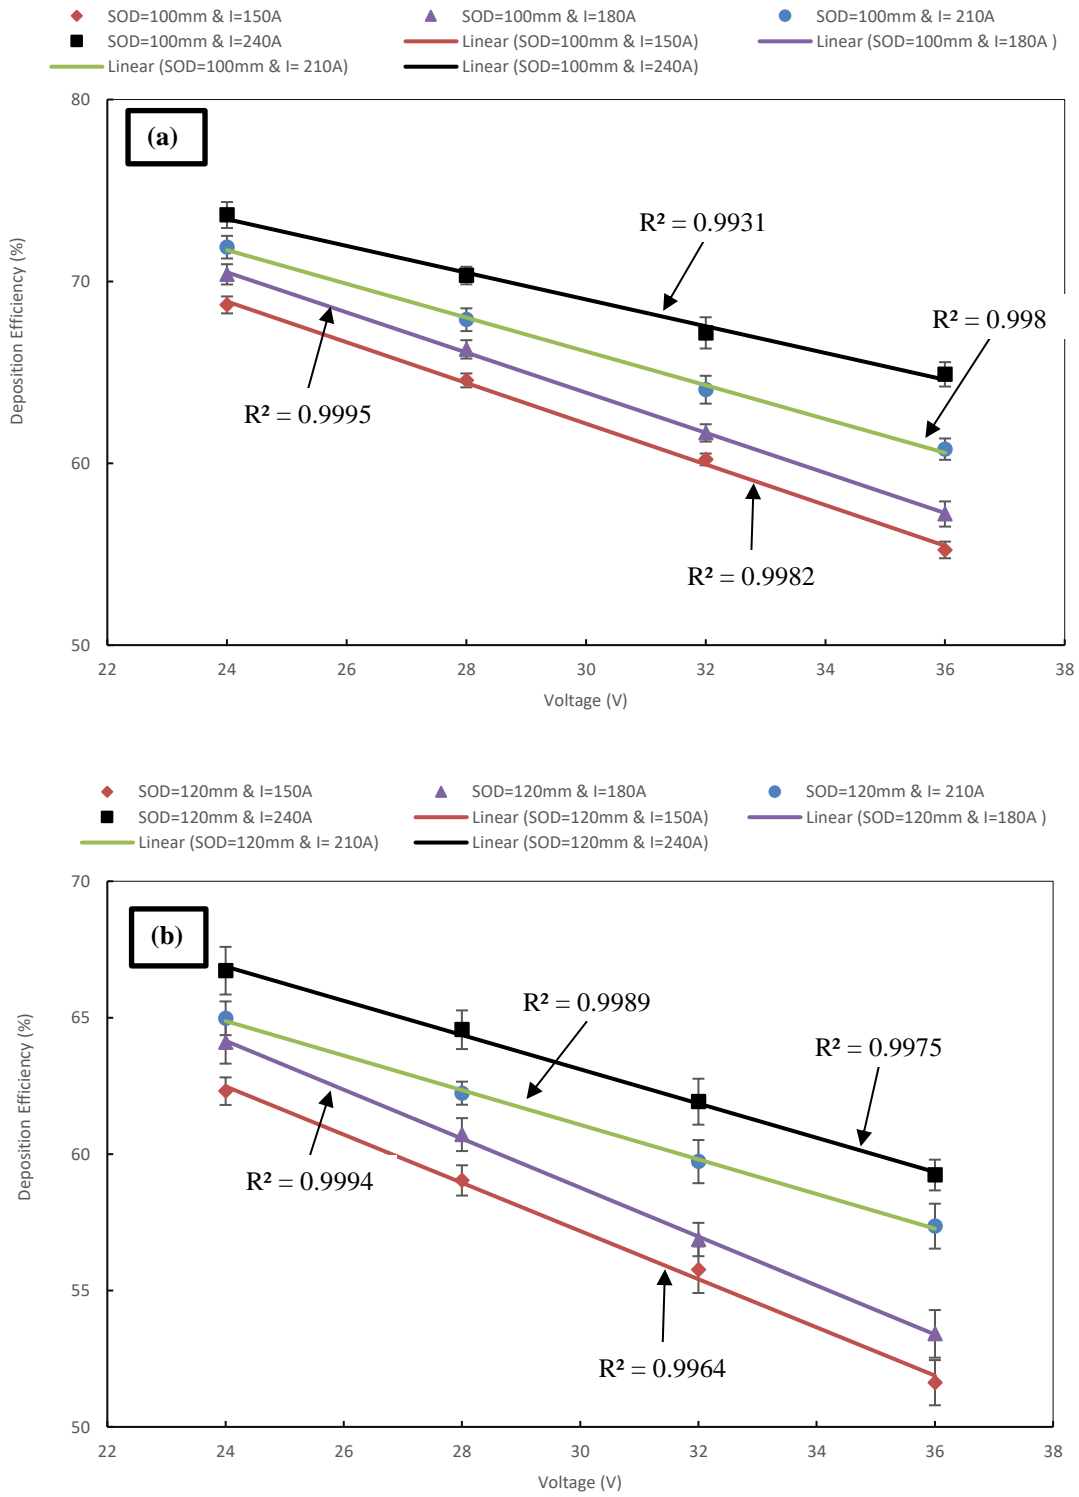 SOD=100mm & I=150A SOD=100mm & I=180A SOD=100mm & I= 210A
SOD=100mm & I=240A Linear (SOD=100mm & I=150A) Linear (SOD=100mm & I=180A )
Linear (SOD=100mm & I= 210A) Linear (SOD=100mm & I=240A)
80
(a)
R² = 0.9931
70
R² = 0.998
R² = 0.9995
60
R² = 0.9982
50
22 24 26 28 30 32 34 36 38
Voltage (V)
Deposition Efficiency (%)
SOD=120mm & I=150A SOD=120mm & I=180A SOD=120mm & I= 210A
SOD=120mm & I=240A Linear (SOD=120mm & I=150A) Linear (SOD=120mm & I=180A )
Linear (SOD=120mm & I= 210A) Linear (SOD=120mm & I=240A)
70
(b)
R² = 0.9989
65
R² = 0.9975
60
R² = 0.9994
55
R² = 0.9964
50
22 24 26 28 30 32 34 36 38
Voltage (V)
Deposition Efficiency (%)